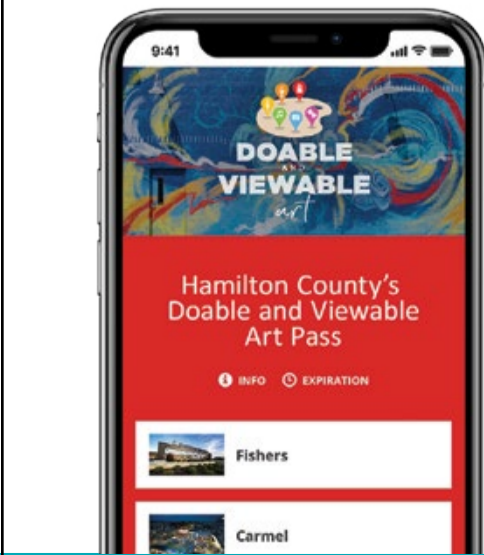 9:41
DOABLE
AND
VIEWABLE
art
Hamilton County's
Doable and Viewable
Art Pass
INFO EXPIRATION
Fishers
Carmel